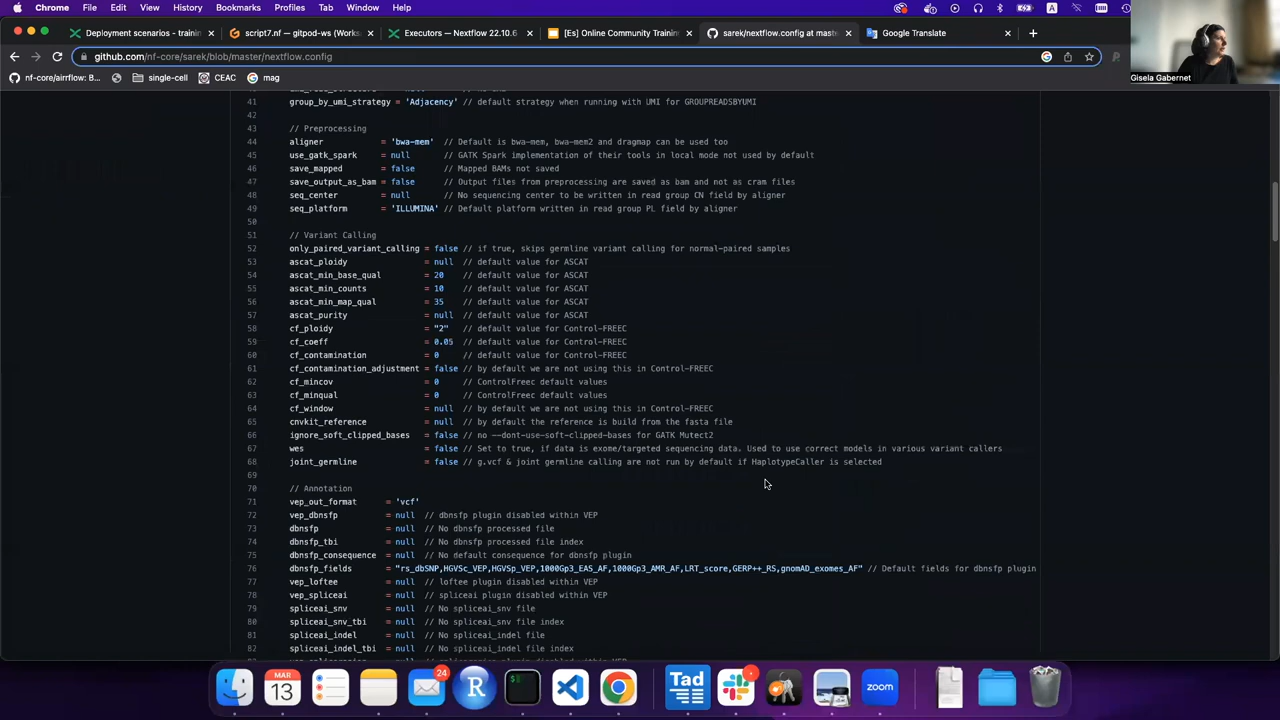 Chrome File Edit View History Bookmarks Profiles Tab Window Help
Deployment scenarios - trainin
script7.nf — gitpod-ws (Works
Executors — Nextflow 22.10.6
[Es] Online Community Trainin
sarek/nextflow.config at mast
Google Translate
github.com/nf-core/sarek/blob/master/nextflow.config
nf-core/airrflow: B...
single-cell
CEAC
mag
Gisela Gabernet
41 group_by_umi_strategy = 'Adjacency' // default strategy when running with UMI for GROUPREADSBYUMI
42
43 // Preprocessing
44 aligner = 'bwa-mem' // Default is bwa-mem, bwa-mem2 and dragmap can be used too
45 use_gatk_spark = null // GATK Spark implementation of their tools in local mode not used by default
46 save_mapped = false // Mapped BAMs not saved
47 save_output_as_bam = false // Output files from preprocessing are saved as bam and not as cram files
48 seq_center = null // No sequencing center to be written in read group CN field by aligner
49 seq_platform = 'ILLUMINA' // Default platform written in read group PL field by aligner
50
51 // Variant Calling
52 only_paired_variant_calling = false // if true, skips germline variant calling for normal-paired samples
53 ascat_ploidy = null // default value for ASCAT
54 ascat_min_base_qual = 20 // default value for ASCAT
55 ascat_min_counts = 10 // default value for ASCAT
56 ascat_min_map_qual = 35 // default value for ASCAT
57 ascat_purity = null // default value for ASCAT
58 cf_ploidy = "2" // default value for Control-FREEC
59 cf_coeff = 0.05 // default value for Control-FREEC
60 cf_contamination = 0 // default value for Control-FREEC
61 cf_contamination_adjustment = false // by default we are not using this in Control-FREEC
62 cf_mincov = 0 // ControlFreec default values
63 cf_minqual = 0 // ControlFreec default values
64 cf_window = null // by default we are not using this in Control-FREEC
65 cnvkit_reference = null // by default the reference is build from the fasta file
66 ignore_soft_clipped_bases = false // no --dont-use-soft-clipped-bases for GATK Mutect2
67 wes = false // Set to true, if data is exome/targeted sequencing data. Used to use correct models in various variant callers
68 joint_germline = false // g.vcf & joint germline calling are not run by default if HaplotypeCaller is selected
69
70 // Annotation
71 vep_out_format = 'vcf'
72 vep_dbnsfp = null // dbnsfp plugin disabled within VEP
73 dbnsfp = null // No dbnsfp processed file
74 dbnsfp_tbi = null // No dbnsfp processed file index
75 dbnsfp_consequence = null // No default consequence for dbnsfp plugin
76 dbnsfp_fields = "rs_dbSNP,HGVSc_VEP,HGVSp_VEP,1000Gp3_EAS_AF,1000Gp3_AMR_AF,LRT_score,GERP++_RS,gnomAD_exomes_AF" // Default fields for dbnsfp plugin
77 vep_loftee = null // loftee plugin disabled within VEP
78 vep_spliceai = null // spliceai plugin disabled within VEP
79 spliceai_snv = null // No spliceai_snv file
80 spliceai_snv_tbi = null // No spliceai_snv file index
81 spliceai_indel = null // No spliceai_indel file
82 spliceai_indel_tbi = null // No spliceai_indel file index
MAR
13
24
R
Tad
zoom